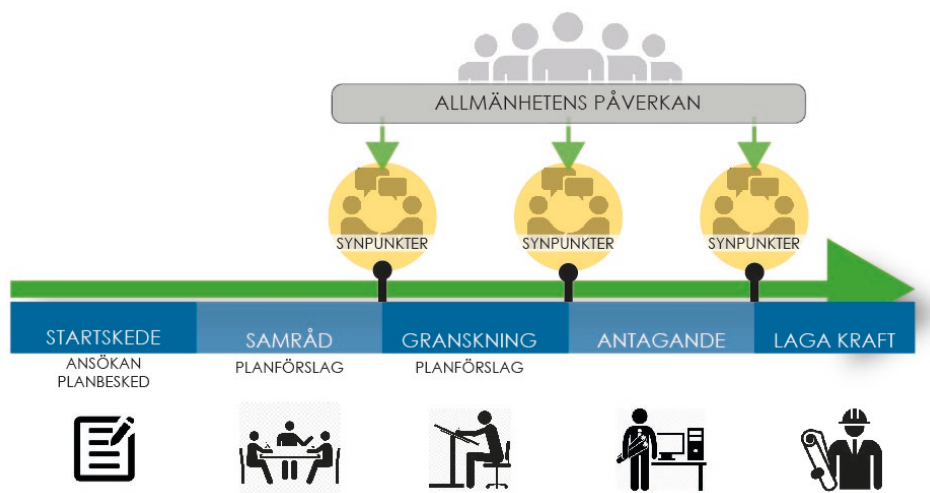 ALLMÄNHETENS PÅVERKAN
SYNPUNKTER
SYNPUNKTER
SYNPUNKTER
STARTSKEDE
ANSÖKAN
PLANBESKED
SAMRÅD
PLANFÖRSLAG
GRANSKNING
PLANFÖRSLAG
ANTAGANDE
LAGA KRAFT